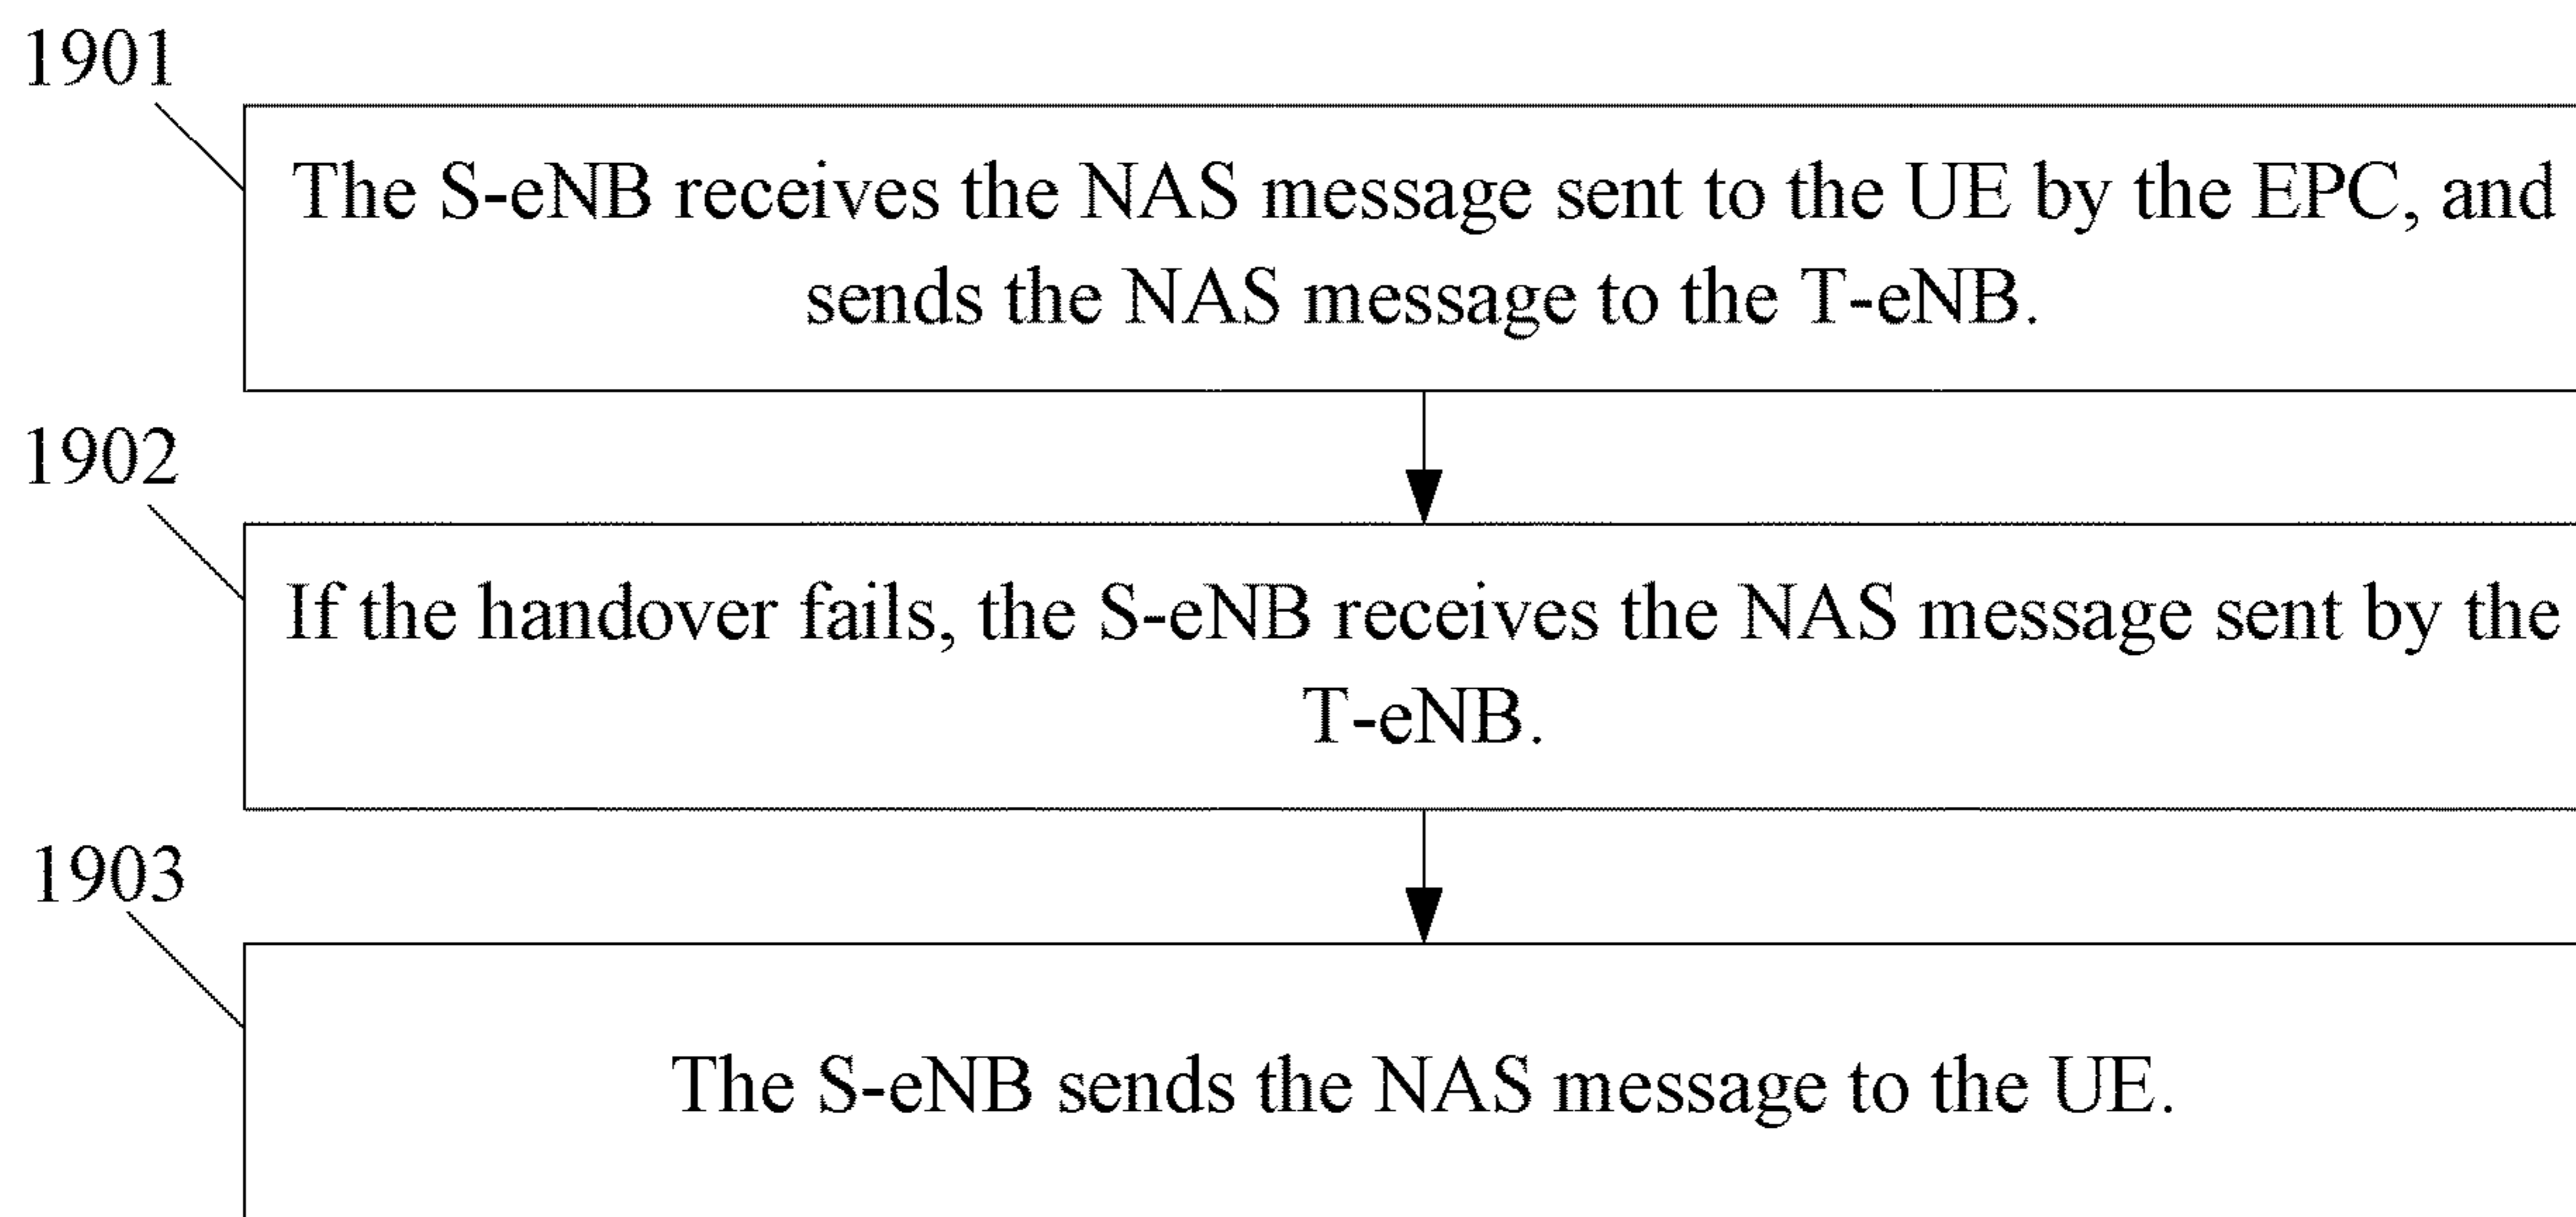 1901
The S-eNB receives the NAS message sent to the UE by the EPC, and
sends the NAS message to the T-eNB.
1902
If the handover fails, the S-eNB receives the NAS message sent by the
T-eNB.
1903
The S-eNB sends the NAS message to the UE.